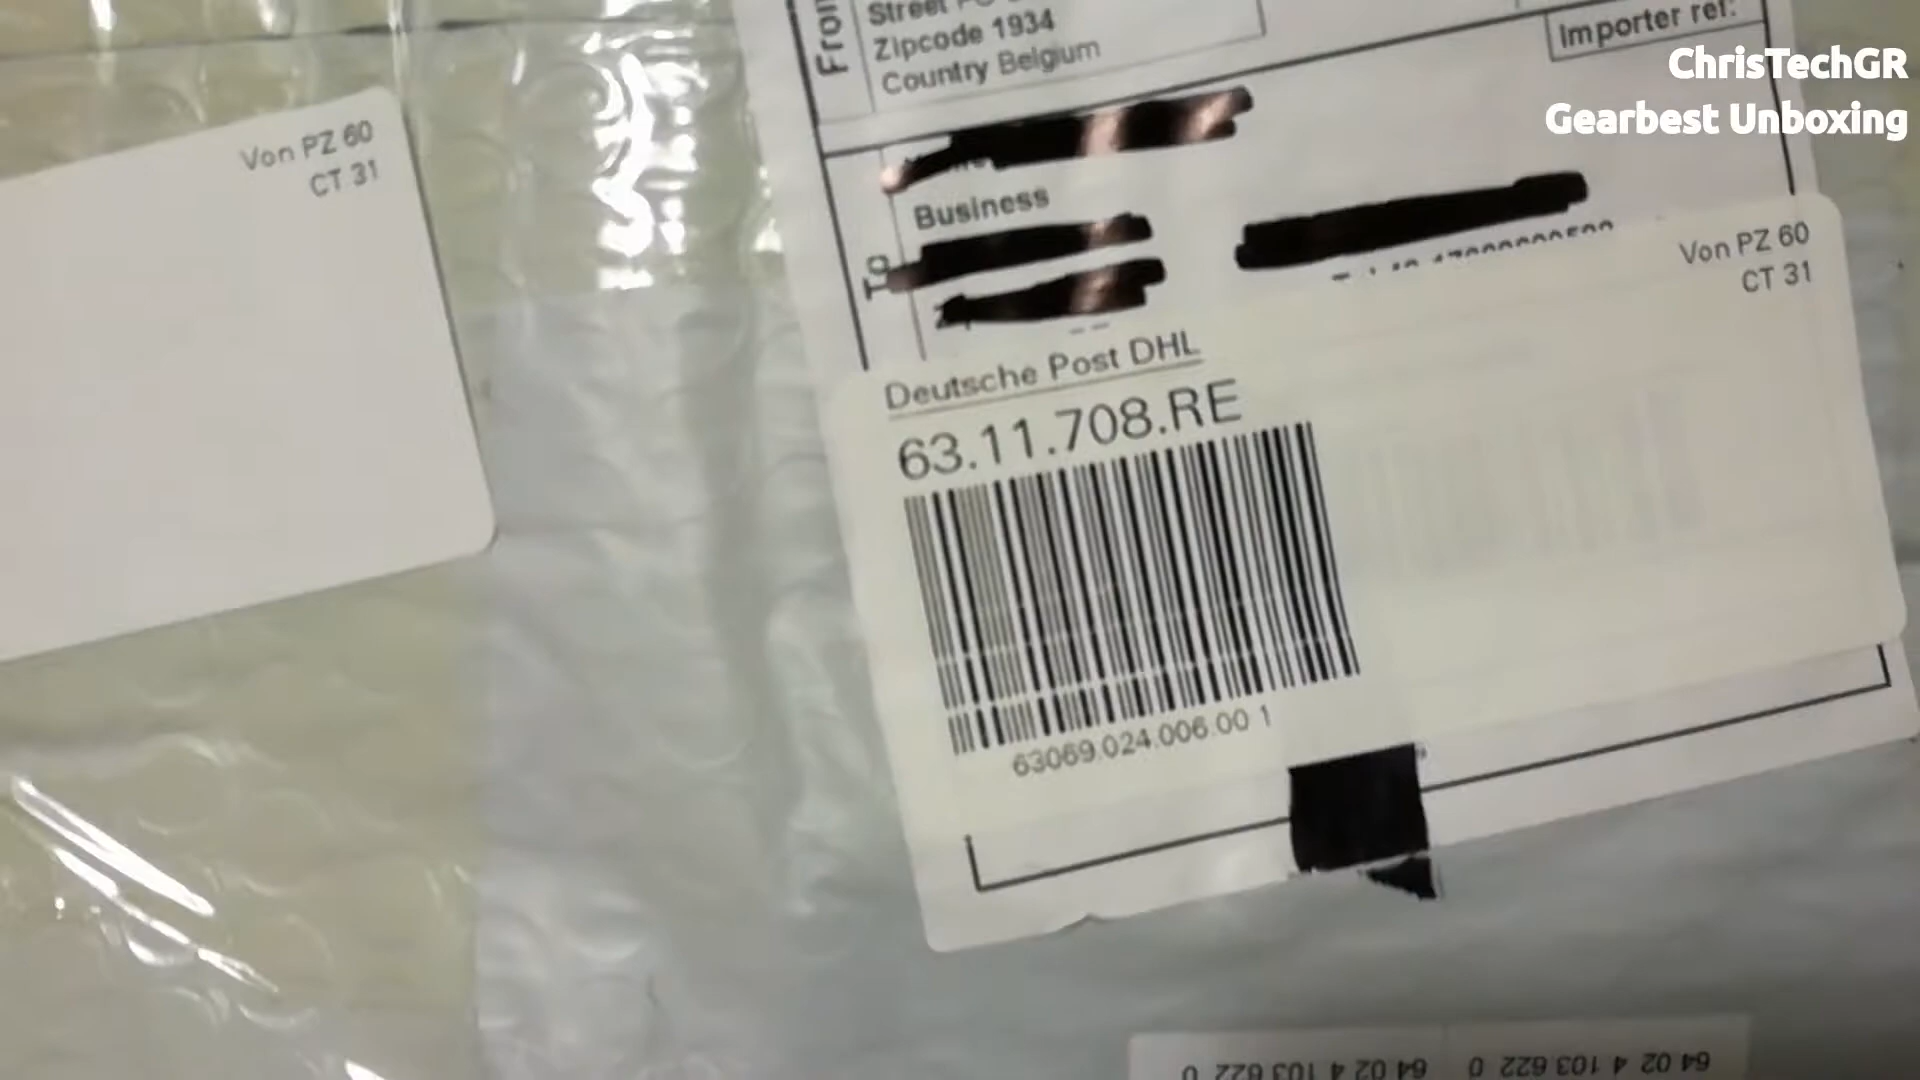 ChrisTechGR
Gearbest Unboxing
From
Street
Zipcode 1934
Country Belgium
Importer ref:
Von PZ 60
CT 31
To
Business
Von PZ 60
CT 31
Deutsche Post DHL
63.11.708.RE
63069.024.006.00 1
64 02 4 103 622 0
64 02 4 103 622 0